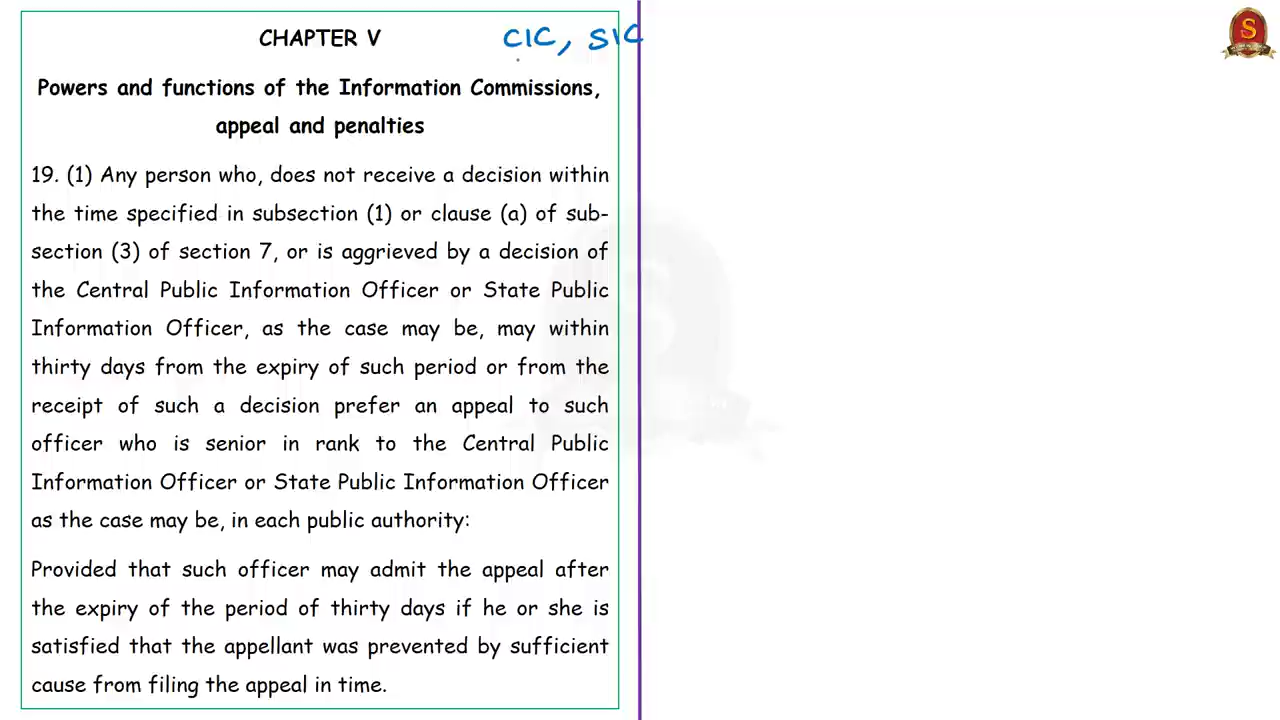 CHAPTER V
CIC, SIC
Powers and functions of the Information Commissions,
appeal and penalties
19. (1) Any person who, does not receive a decision within
the time specified in subsection (1) or clause (a) of sub-
section (3) of section 7, or is aggrieved by a decision of
the Central Public Information Officer or State Public
Information Officer, as the case may be, may within
thirty days from the expiry of such period or from the
receipt of such a decision prefer an appeal to such
officer who is senior in rank to the Central Public
Information Officer or State Public Information Officer
as the case may be, in each public authority:
Provided that such officer may admit the appeal after
the expiry of the period of thirty days if he or she is
satisfied that the appellant was prevented by sufficient
cause from filing the appeal in time.
S